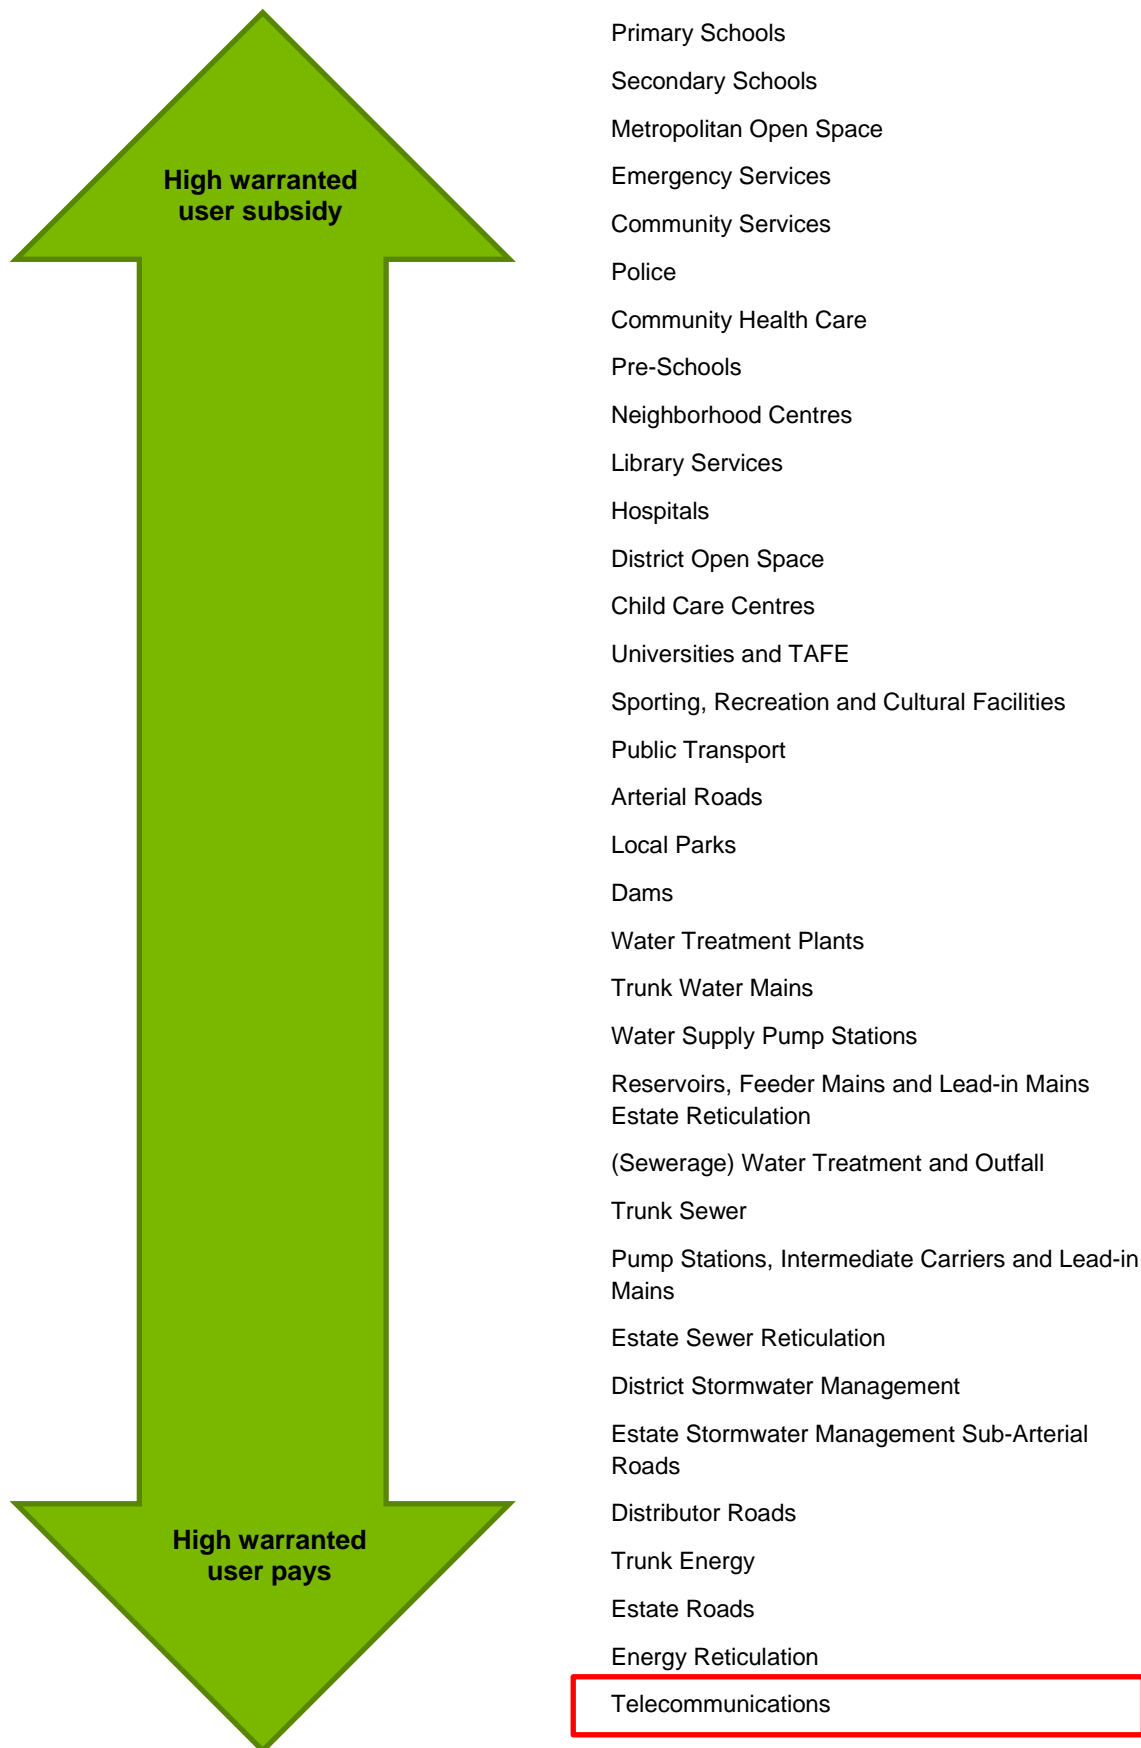 High warranted
user subsidy
High warranted
user pays
Primary Schools
Secondary Schools
Metropolitan Open Space
Emergency Services
Community Services
Police
Community Health Care
Pre-Schools
Neighborhood Centres
Library Services
Hospitals
District Open Space
Child Care Centres
Universities and TAFE
Sporting, Recreation and Cultural Facilities
Public Transport
Arterial Roads
Local Parks
Dams
Water Treatment Plants
Trunk Water Mains
Water Supply Pump Stations
Reservoirs, Feeder Mains and Lead-in Mains
Estate Reticulation
(Sewerage) Water Treatment and Outfall
Trunk Sewer
Pump Stations, Intermediate Carriers and Lead-in
Mains
Estate Sewer Reticulation
District Stormwater Management
Estate Stormwater Management Sub-Arterial
Roads
Distributor Roads
Trunk Energy
Estate Roads
Energy Reticulation
Telecommunications